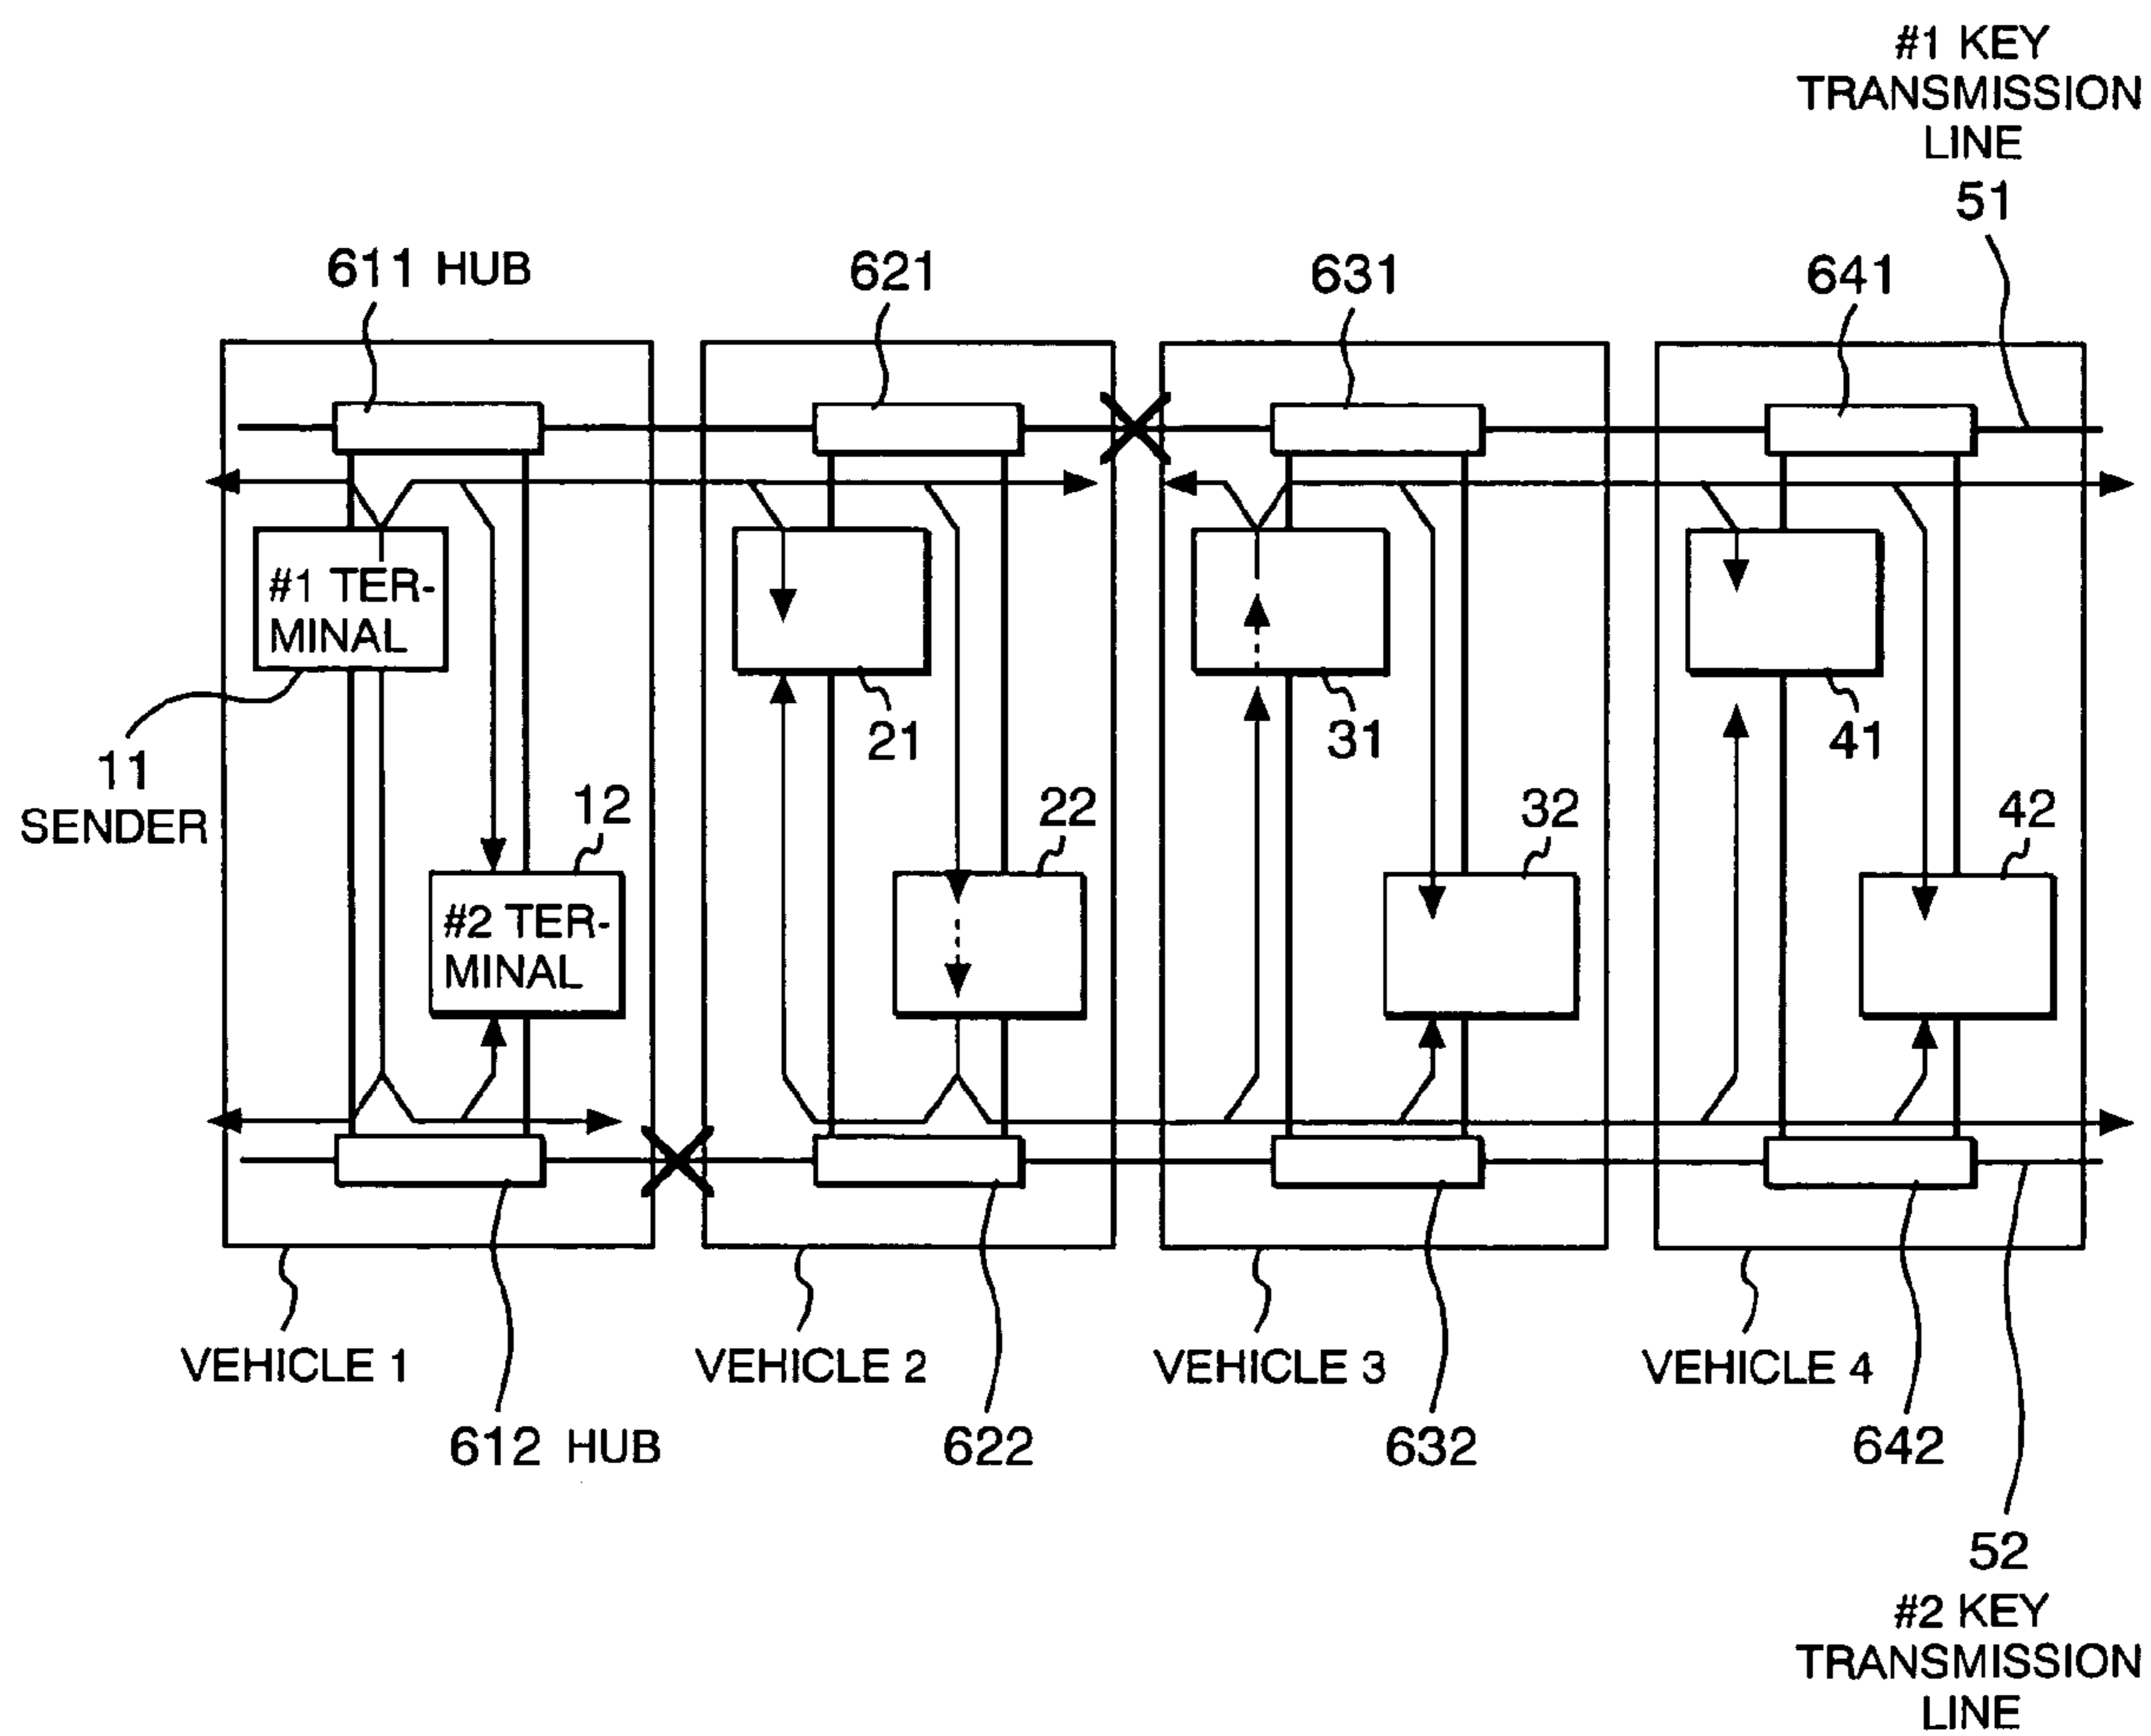 #1 KEY
TRANSMISSION
LINE
51
611 HUB
621
631
641
#1 TER-
MINAL
21
31
41
11
SENDER
12
22
32
42
#2 TER-
MINAL
VEHICLE 1
VEHICLE 2
VEHICLE 3
VEHICLE 4
612 HUB
622
632
642
52
#2 KEY
TRANSMISSION
LINE